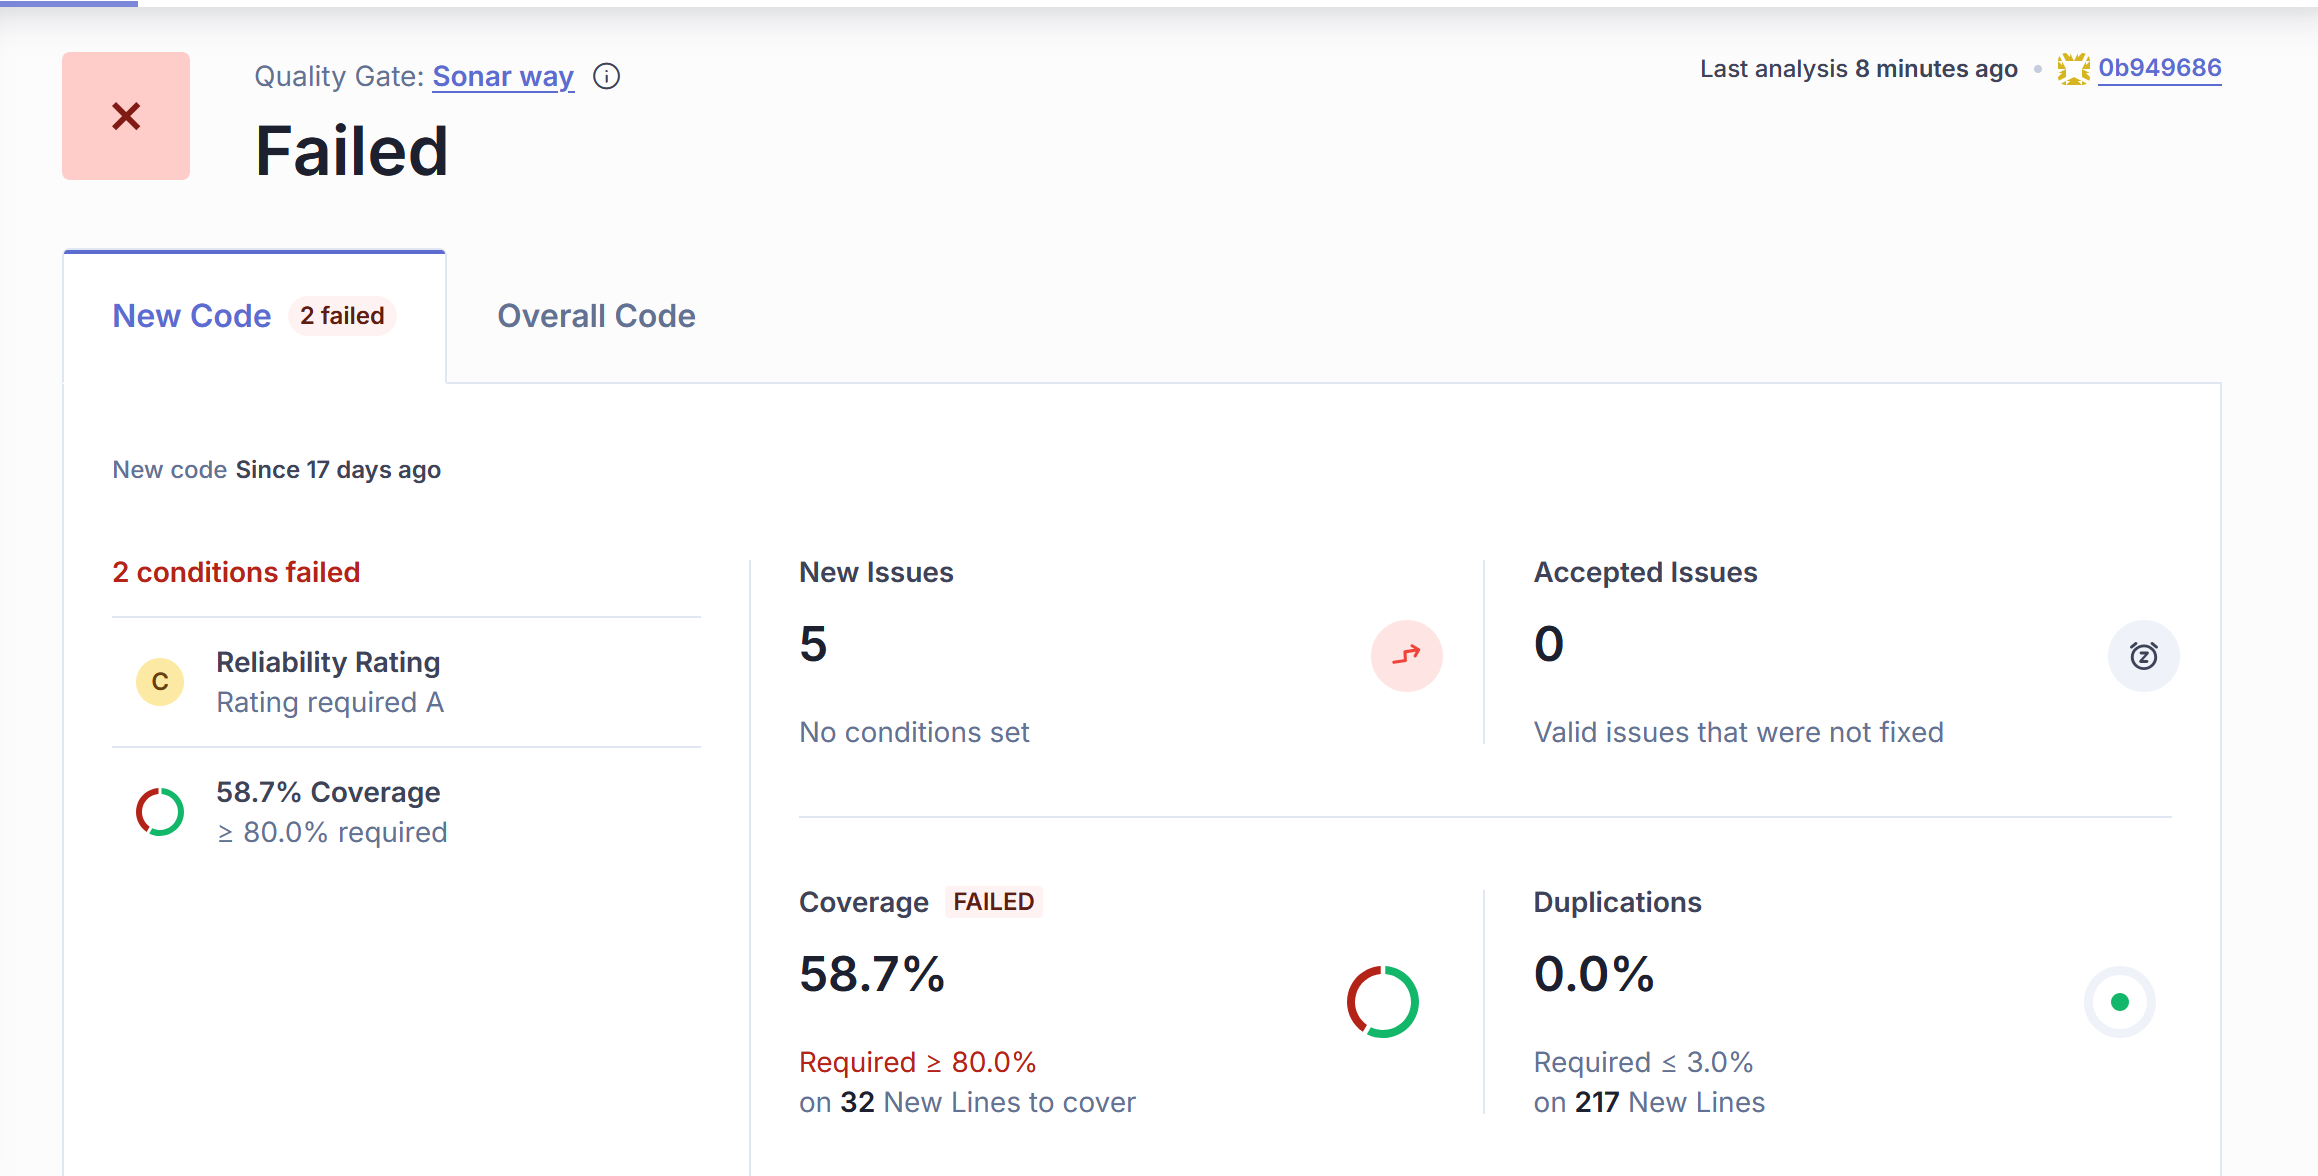 Quality Gate: Sonar way
Failed
Last analysis 8 minutes ago • 0b949686
New Code 2 failed
Overall Code
New code Since 17 days ago
2 conditions failed
C
Reliability Rating
Rating required A
58.7% Coverage
≥ 80.0% required
New Issues
5
No conditions set
Accepted Issues
0
Valid issues that were not fixed
Coverage FAILED
58.7%
Required ≥ 80.0%
on 32 New Lines to cover
Duplications
0.0%
Required ≤ 3.0%
on 217 New Lines